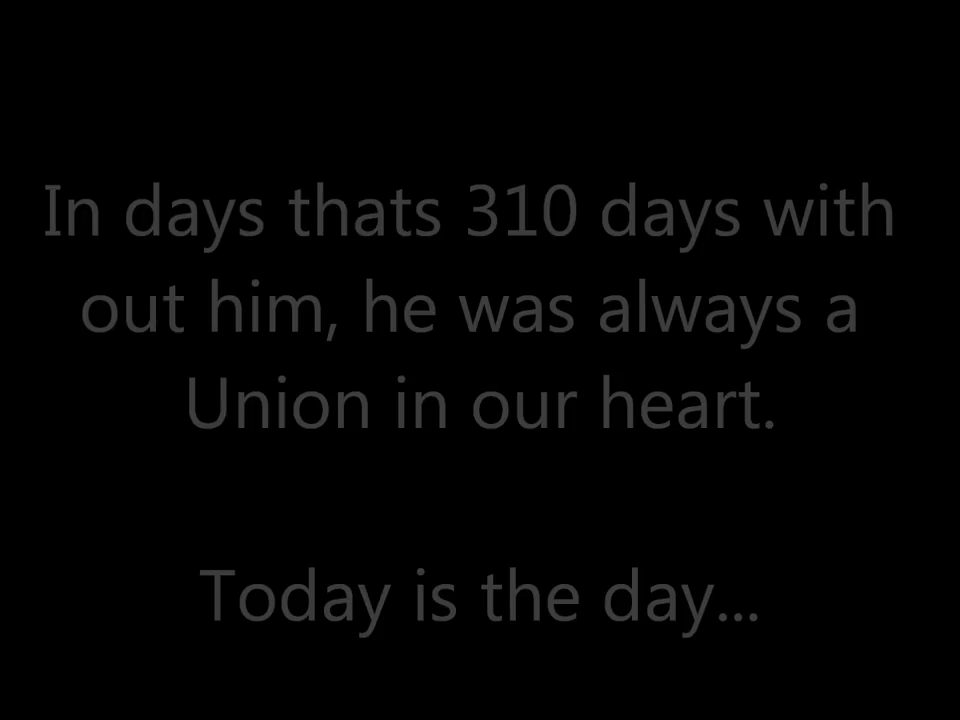 In days thats 310 days with
out him, he was always a
Union in our heart.
Today is the day...